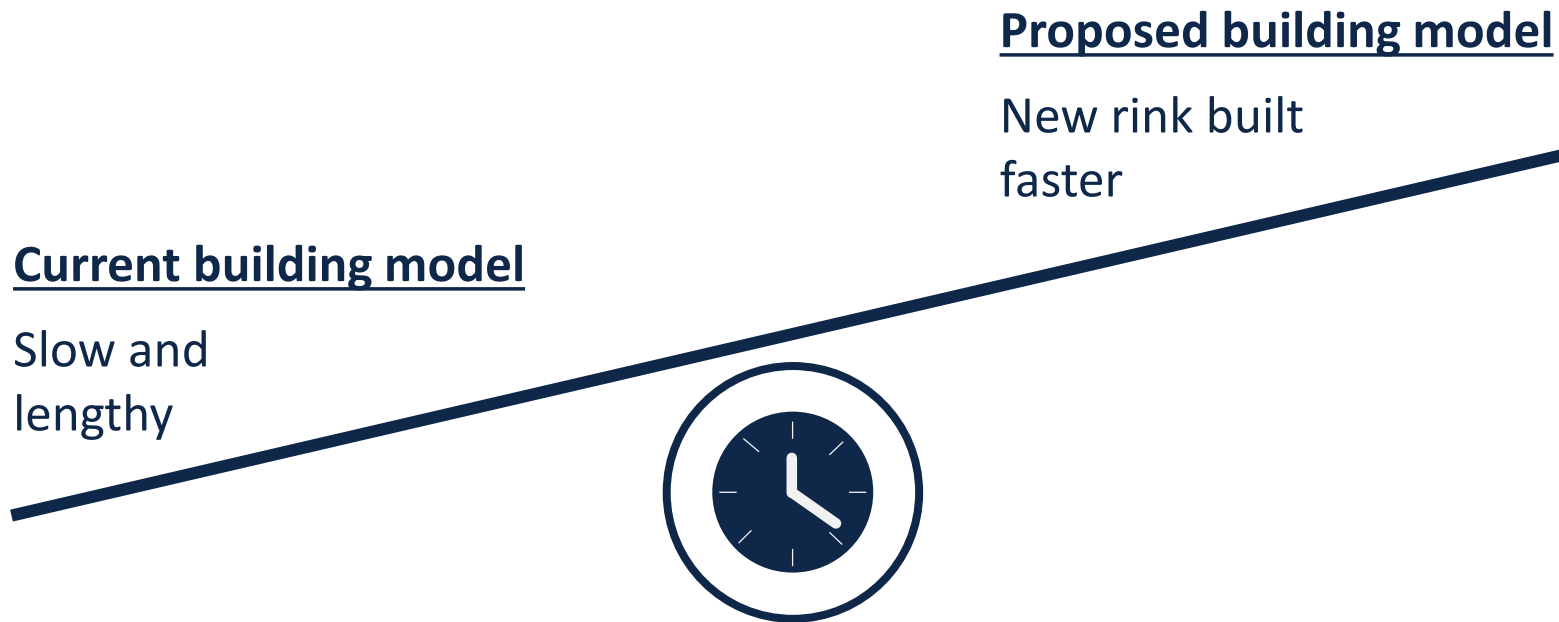 Proposed building model
New rink built
faster
Current building model
Slow and
lengthy